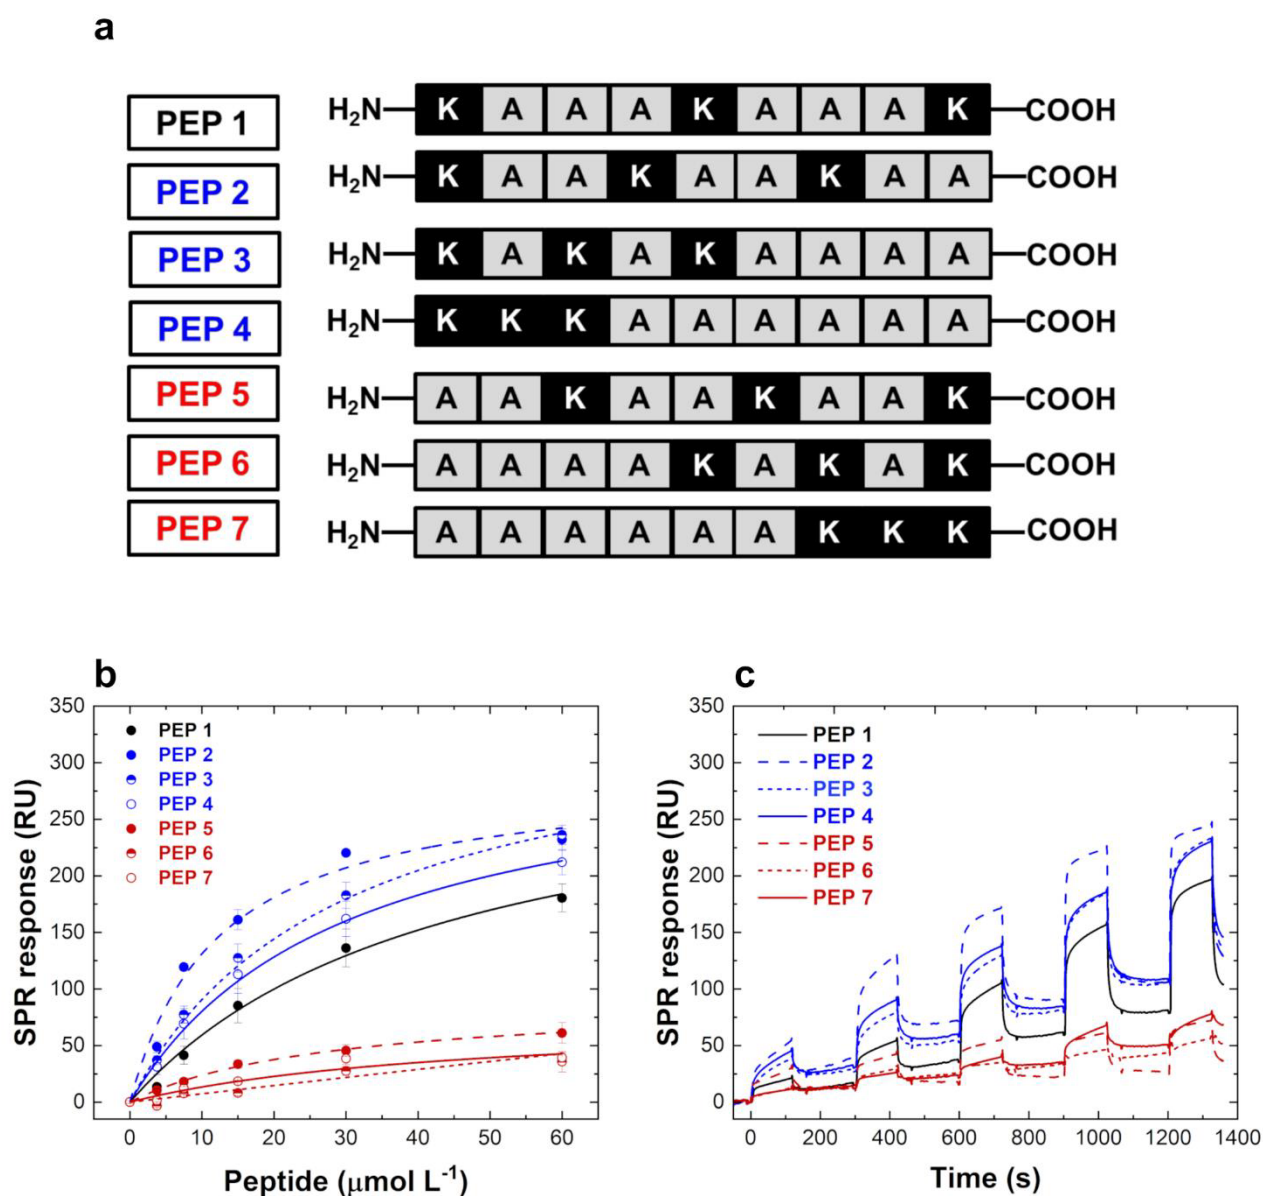 a
PEP 1 H₂N K A A A K A A A K COOH
PEP 2 H₂N K A A K A A K A A COOH
PEP 3 H₂N K A K A K A A A A COOH
PEP 4 H₂N K K K A A A A A A COOH
PEP 5 H₂N A A K A A K A A K COOH
PEP 6 H₂N A A A A K A K A K COOH
PEP 7 H₂N A A A A A A K K K COOH
b
350
300
250
200
150
100
50
0
SPR response (RU)
PEP 1
PEP 2
PEP 3
PEP 4
PEP 5
PEP 6
PEP 7
0 10 20 30 40 50 60
Peptide (μmol L⁻¹)
c
350
300
250
200
150
100
50
0
SPR response (RU)
PEP 1
PEP 2
PEP 3
PEP 4
PEP 5
PEP 6
PEP 7
0 200 400 600 800 1000 1200 1400
Time (s)